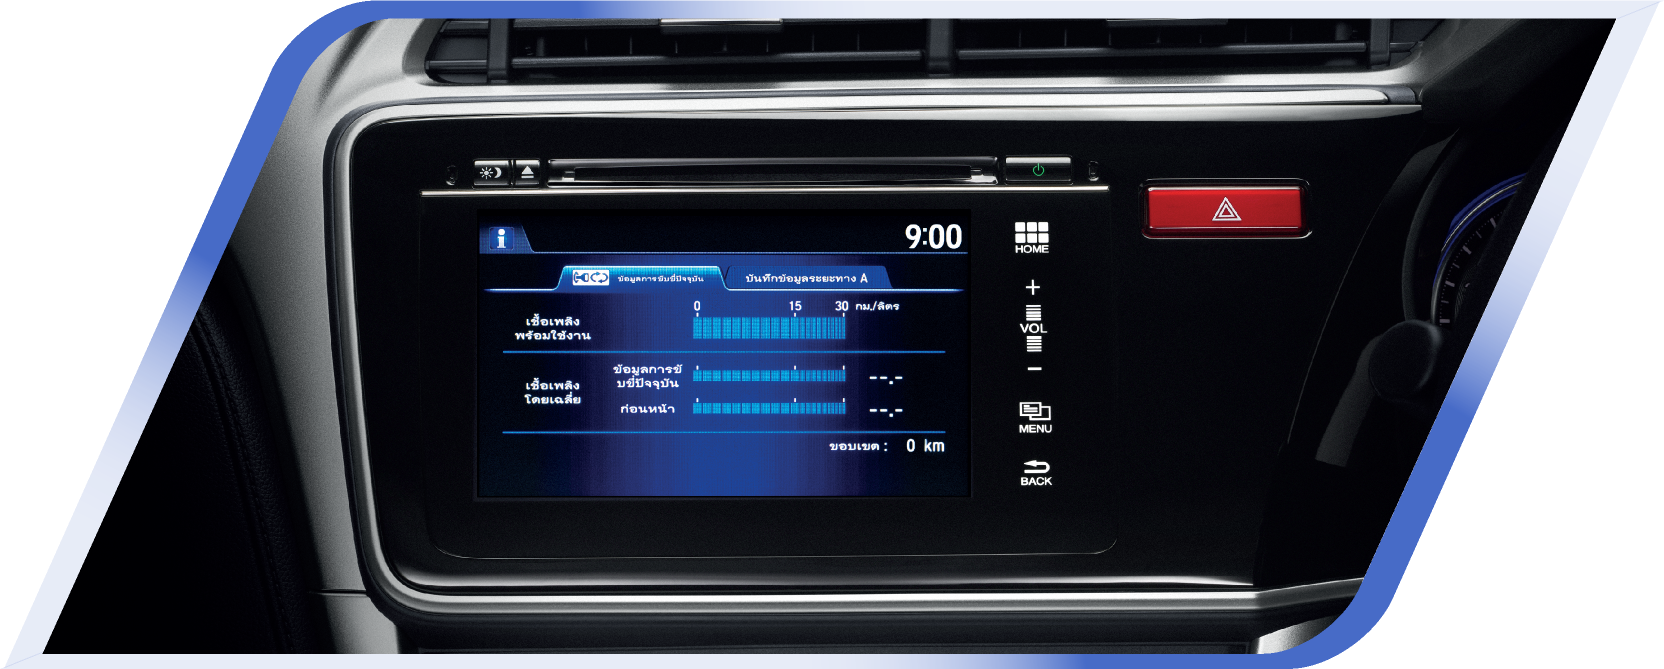 9:00
ข้อมูลการขับขี่ปัจจุบัน
บันทึกข้อมูลระยะทาง A
0 15 30 กม./ลิตร
เชื้อเพลิง
พร้อมใช้งาน
ข้อมูลการขั
บขี่ปัจจุบัน
--.-
เชื้อเพลิง
โดยเฉลี่ย
ก่อนหน้า
--.-
ขอบเขต : 0 km
HOME
+
VOL
−
MENU
BACK